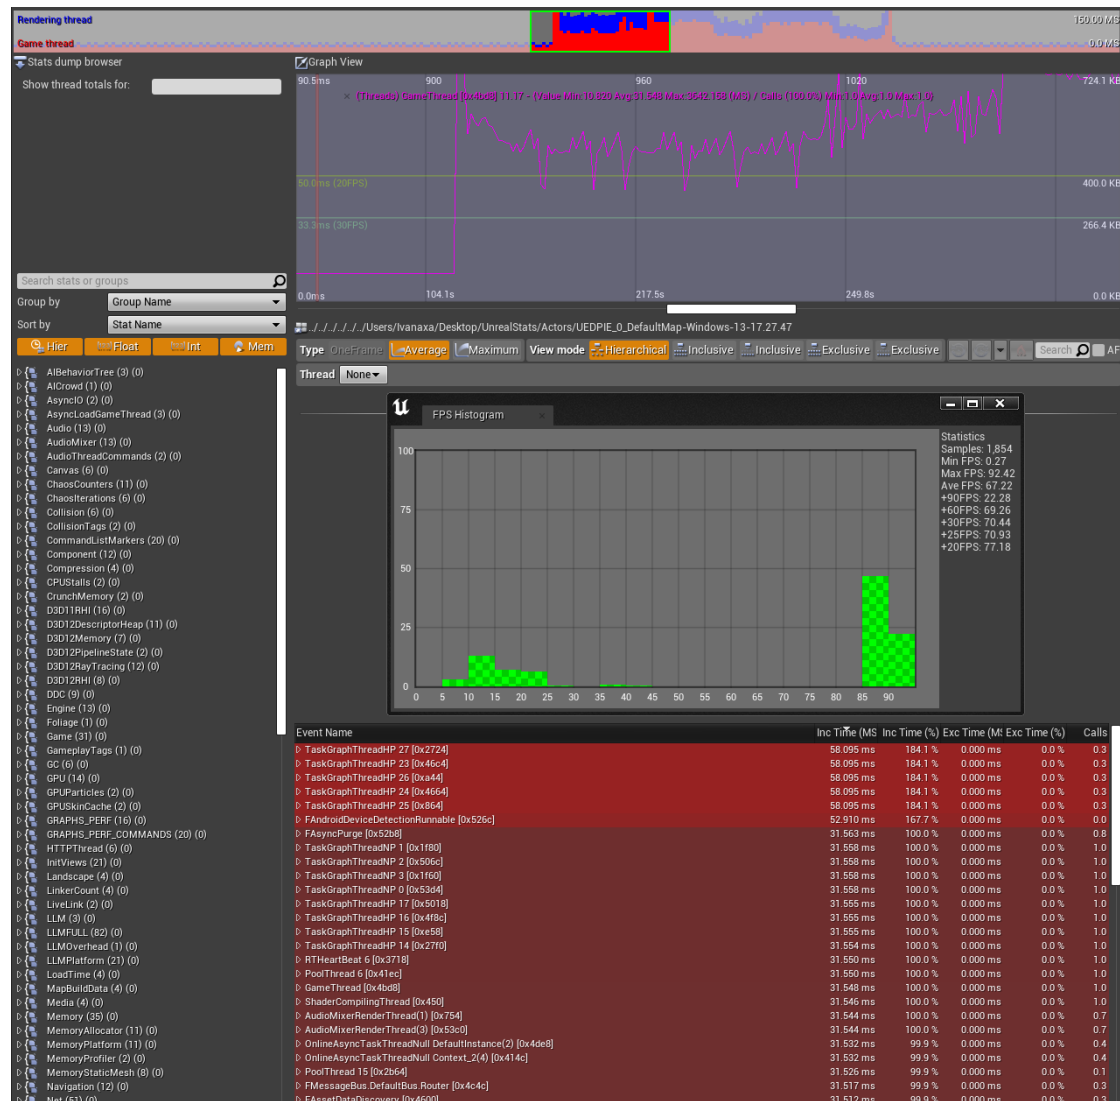 Rendering thread
150.00 MS
Game thread
0.0 MS
Stats dump browser
Graph View
Show thread totals for:
90.5ms 900 960 1020 724.1 KB
× (Threads) GameThread [0x4bd8] 11.17 - (Value Min:10.820 Avg:31.548 Max:3642.158 (MS) / Calls (100.0%) Min:1.0 Avg:1.0 Max:1.0)
50.0ms (20FPS) 400.0 KB
33.3ms (30FPS) 266.4 KB
Search stats or groups
Group by Group Name
0.0ms 104.1s 217.5s 249.8s 0.0 KB
Sort by Stat Name
../../../../../../Users/Ivanaxa/Desktop/UnrealStats/Actors/UEDPIE_0_DefaultMap-Windows-13-17.27.47
Hier Float Int Mem
Type OneFrame Average Maximum View mode Hierarchical Inclusive Inclusive Exclusive Exclusive Search AF
Thread None
AIBehaviorTree (3) (0)
AICrowd (1) (0)
AsyncIO (2) (0)
AsyncLoadGameThread (3) (0)
Audio (13) (0)
AudioMixer (13) (0)
AudioThreadCommands (2) (0)
Canvas (6) (0)
ChaosCounters (11) (0)
ChaosIterations (6) (0)
Collision (6) (0)
CollisionTags (2) (0)
CommandListMarkers (20) (0)
Component (12) (0)
Compression (4) (0)
CPUStalls (2) (0)
CrunchMemory (2) (0)
D3D11RHI (16) (0)
D3D12DescriptorHeap (11) (0)
D3D12Memory (7) (0)
D3D12PipelineState (2) (0)
D3D12RayTracing (12) (0)
D3D12RHI (8) (0)
DDC (9) (0)
Engine (13) (0)
Foliage (1) (0)
Game (31) (0)
GameplayTags (1) (0)
GC (6) (0)
GPU (14) (0)
GPUParticles (2) (0)
GPUSkinCache (2) (0)
GRAPHS_PERF (16) (0)
GRAPHS_PERF_COMMANDS (20) (0)
HTTPThread (6) (0)
InitViews (21) (0)
Landscape (4) (0)
LinkerCount (4) (0)
LiveLink (2) (0)
LLM (3) (0)
LLMFULL (82) (0)
LLMOverhead (1) (0)
LLMPlatform (21) (0)
LoadTime (4) (0)
MapBuildData (4) (0)
Media (4) (0)
Memory (35) (0)
MemoryAllocator (11) (0)
MemoryPlatform (11) (0)
MemoryProfiler (2) (0)
MemoryStaticMesh (8) (0)
Navigation (12) (0)
Net (51) (0)
FPS Histogram
Statistics
Samples: 1,854
Min FPS: 0.27
Max FPS: 92.42
Ave FPS: 67.22
+90FPS: 22.28
+60FPS: 69.26
+30FPS: 70.44
+25FPS: 70.93
+20FPS: 77.18
100
75
50
25
0
0 5 10 15 20 25 30 35 40 45 50 55 60 65 70 75 80 85 90
Event Name Inc Time (MS Inc Time (%) Exc Time (MS Exc Time (%) Calls
TaskGraphThreadHP 27 [0x2724] 58.095 ms 184.1 % 0.000 ms 0.0 % 0.3
TaskGraphThreadHP 23 [0x46c4] 58.095 ms 184.1 % 0.000 ms 0.0 % 0.3
TaskGraphThreadHP 26 [0xa44] 58.095 ms 184.1 % 0.000 ms 0.0 % 0.3
TaskGraphThreadHP 24 [0x4664] 58.095 ms 184.1 % 0.000 ms 0.0 % 0.3
TaskGraphThreadHP 25 [0x864] 58.095 ms 184.1 % 0.000 ms 0.0 % 0.3
FAndroidDeviceDetectionRunnable [0x526c] 52.910 ms 167.7 % 0.000 ms 0.0 % 0.0
FAsyncPurge [0x52b8] 31.563 ms 100.0 % 0.000 ms 0.0 % 0.8
TaskGraphThreadNP 1 [0x1f80] 31.558 ms 100.0 % 0.000 ms 0.0 % 1.0
TaskGraphThreadNP 2 [0x506c] 31.558 ms 100.0 % 0.000 ms 0.0 % 1.0
TaskGraphThreadNP 3 [0x1f60] 31.558 ms 100.0 % 0.000 ms 0.0 % 1.0
TaskGraphThreadNP 0 [0x53d4] 31.558 ms 100.0 % 0.000 ms 0.0 % 1.0
TaskGraphThreadHP 17 [0x5018] 31.555 ms 100.0 % 0.000 ms 0.0 % 1.0
TaskGraphThreadHP 16 [0x4f8c] 31.555 ms 100.0 % 0.000 ms 0.0 % 1.0
TaskGraphThreadHP 15 [0xe58] 31.555 ms 100.0 % 0.000 ms 0.0 % 1.0
TaskGraphThreadHP 14 [0x27f0] 31.554 ms 100.0 % 0.000 ms 0.0 % 1.0
RTHeartBeat 6 [0x3718] 31.550 ms 100.0 % 0.000 ms 0.0 % 1.0
PoolThread 6 [0x41ec] 31.550 ms 100.0 % 0.000 ms 0.0 % 1.0
GameThread [0x4bd8] 31.548 ms 100.0 % 0.000 ms 0.0 % 1.0
ShaderCompilingThread [0x450] 31.546 ms 100.0 % 0.000 ms 0.0 % 1.0
AudioMixerRenderThread(1) [0x754] 31.544 ms 100.0 % 0.000 ms 0.0 % 0.7
AudioMixerRenderThread(3) [0x53c0] 31.544 ms 100.0 % 0.000 ms 0.0 % 0.7
OnlineAsyncTaskThreadNull DefaultInstance(2) [0x4de8] 31.532 ms 99.9 % 0.000 ms 0.0 % 0.4
OnlineAsyncTaskThreadNull Context_2(4) [0x414c] 31.532 ms 99.9 % 0.000 ms 0.0 % 0.4
PoolThread 15 [0x2b64] 31.526 ms 99.9 % 0.000 ms 0.0 % 0.1
FMessageBus.DefaultBus.Router [0x4c4c] 31.517 ms 99.9 % 0.000 ms 0.0 % 0.3
FAssetDataDiscovery [0x4600] 31.512 ms 99.9 % 0.000 ms 0.0 % 0.3